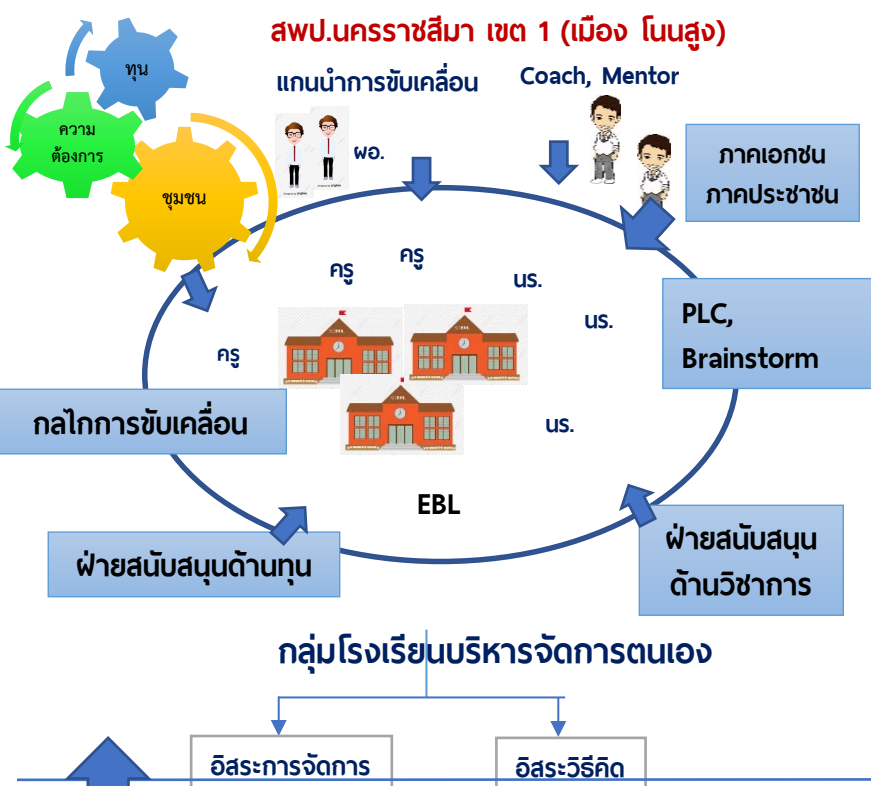 สพป.นครราชสีมา เขต 1 (เมือง โนนสูง)
ทุน
แกนนำการขับเคลื่อน
Coach, Mentor
ความ
ต้องการ
ผอ.
ภาคเอกชน
ภาคประชาชน
ชุมชน
ครู
ครู
นร.
นร.
PLC,
Brainstorm
ครู
กลไกการขับเคลื่อน
นร.
EBL
ฝ่ายสนับสนุนด้านทุน
ฝ่ายสนับสนุน
ด้านวิชาการ
กลุ่มโรงเรียนบริหารจัดการตนเอง
อิสระการจัดการ
อิสระวิธีคิด